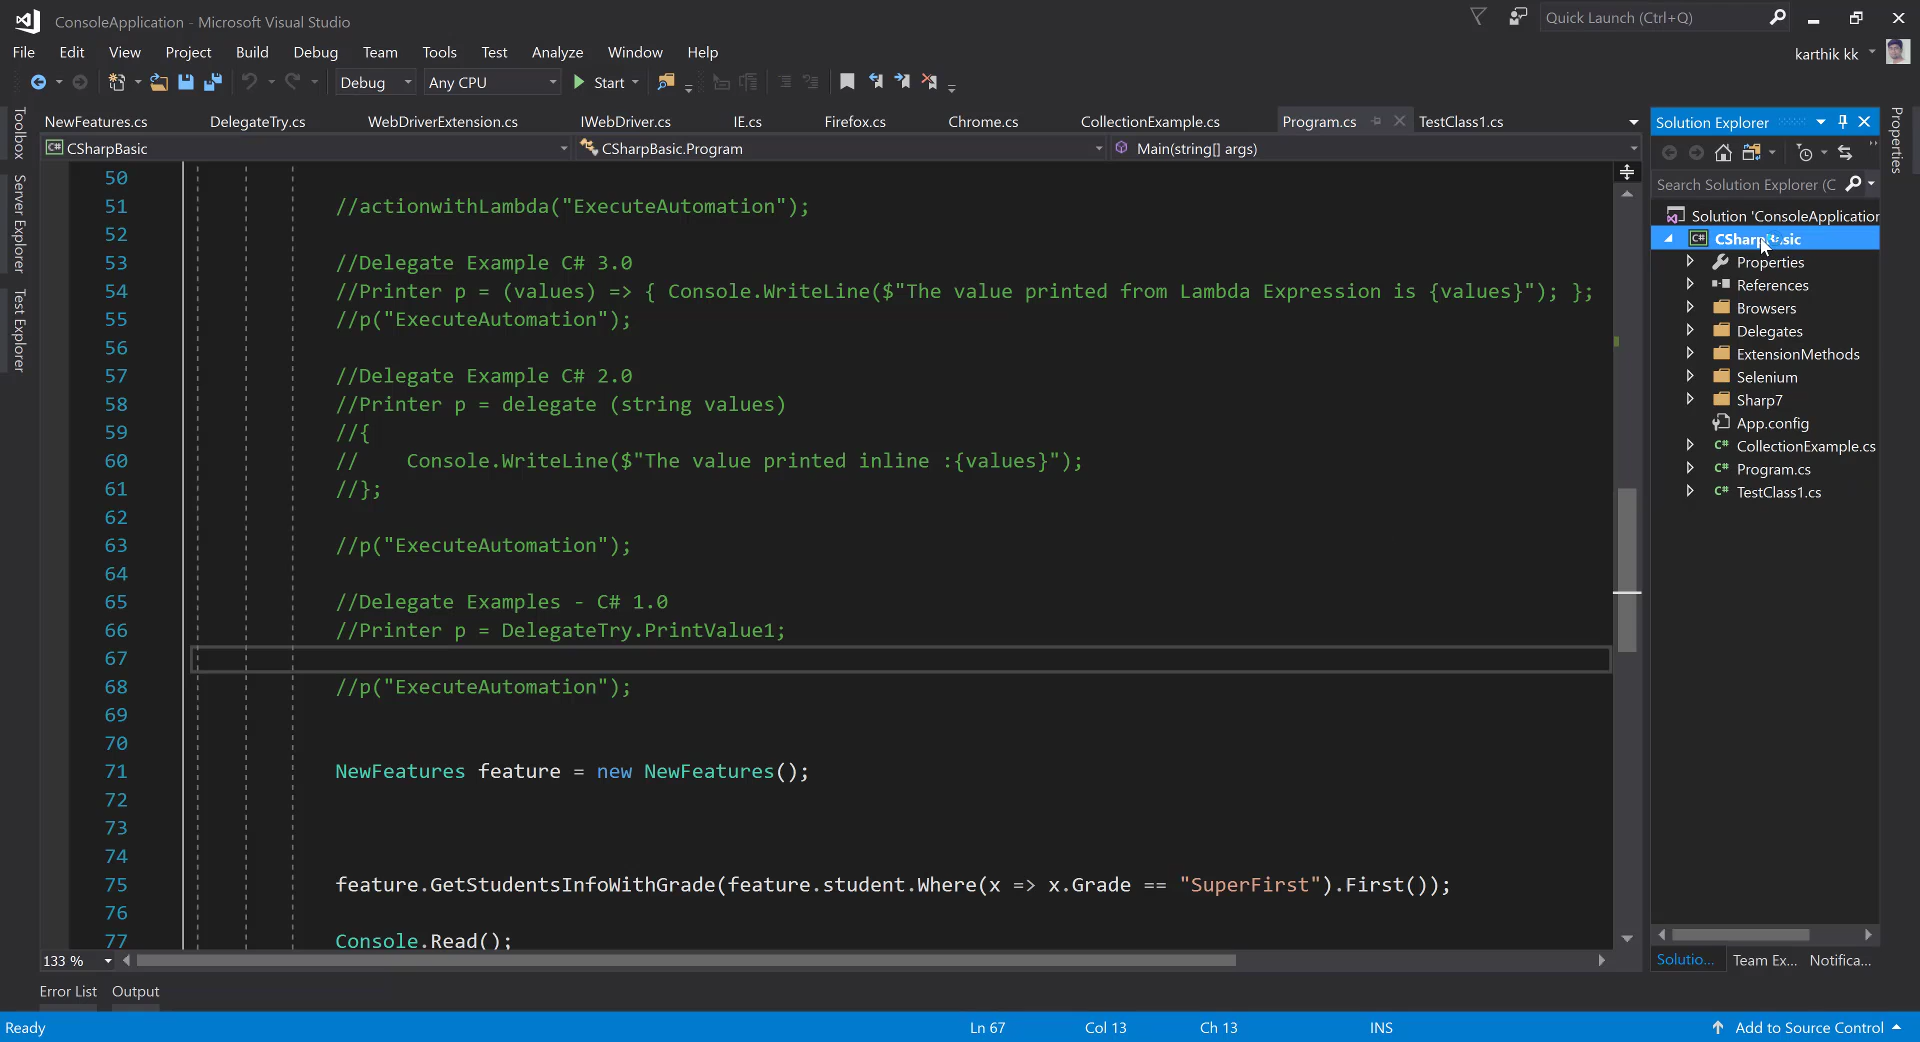 ConsoleApplication - Microsoft Visual Studio
Quick Launch (Ctrl+Q)
File Edit View Project Build Debug Team Tools Test Analyze Window Help
karthik kk
Debug Any CPU Start
Toolbox
Server Explorer
Test Explorer
NewFeatures.cs DelegateTry.cs WebDriverExtension.cs IWebDriver.cs IE.cs Firefox.cs Chrome.cs CollectionExample.cs Program.cs TestClass1.cs
CSharpBasic CSharpBasic.Program Main(string[] args)
50
51 //actionwithLambda("ExecuteAutomation");
52
53 //Delegate Example C# 3.0
54 //Printer p = (values) => { Console.WriteLine($"The value printed from Lambda Expression is {values}"); };
55 //p("ExecuteAutomation");
56
57 //Delegate Example C# 2.0
58 //Printer p = delegate (string values)
59 //{
60 //    Console.WriteLine($"The value printed inline :{values}");
61 //};
62
63 //p("ExecuteAutomation");
64
65 //Delegate Examples - C# 1.0
66 //Printer p = DelegateTry.PrintValue1;
67
68 //p("ExecuteAutomation");
69
70
71 NewFeatures feature = new NewFeatures();
72
73
74
75 feature.GetStudentsInfoWithGrade(feature.student.Where(x => x.Grade == "SuperFirst").First());
76
77 Console.Read();
133 %
Error List Output
Solution Explorer
Search Solution Explorer (C
Solution 'ConsoleApplication
C# CSharpBasic
Properties
References
Browsers
Delegates
ExtensionMethods
Selenium
Sharp7
App.config
C# CollectionExample.cs
C# Program.cs
C# TestClass1.cs
Solutio... Team Ex... Notifica...
Properties
Ready Ln 67 Col 13 Ch 13 INS Add to Source Control